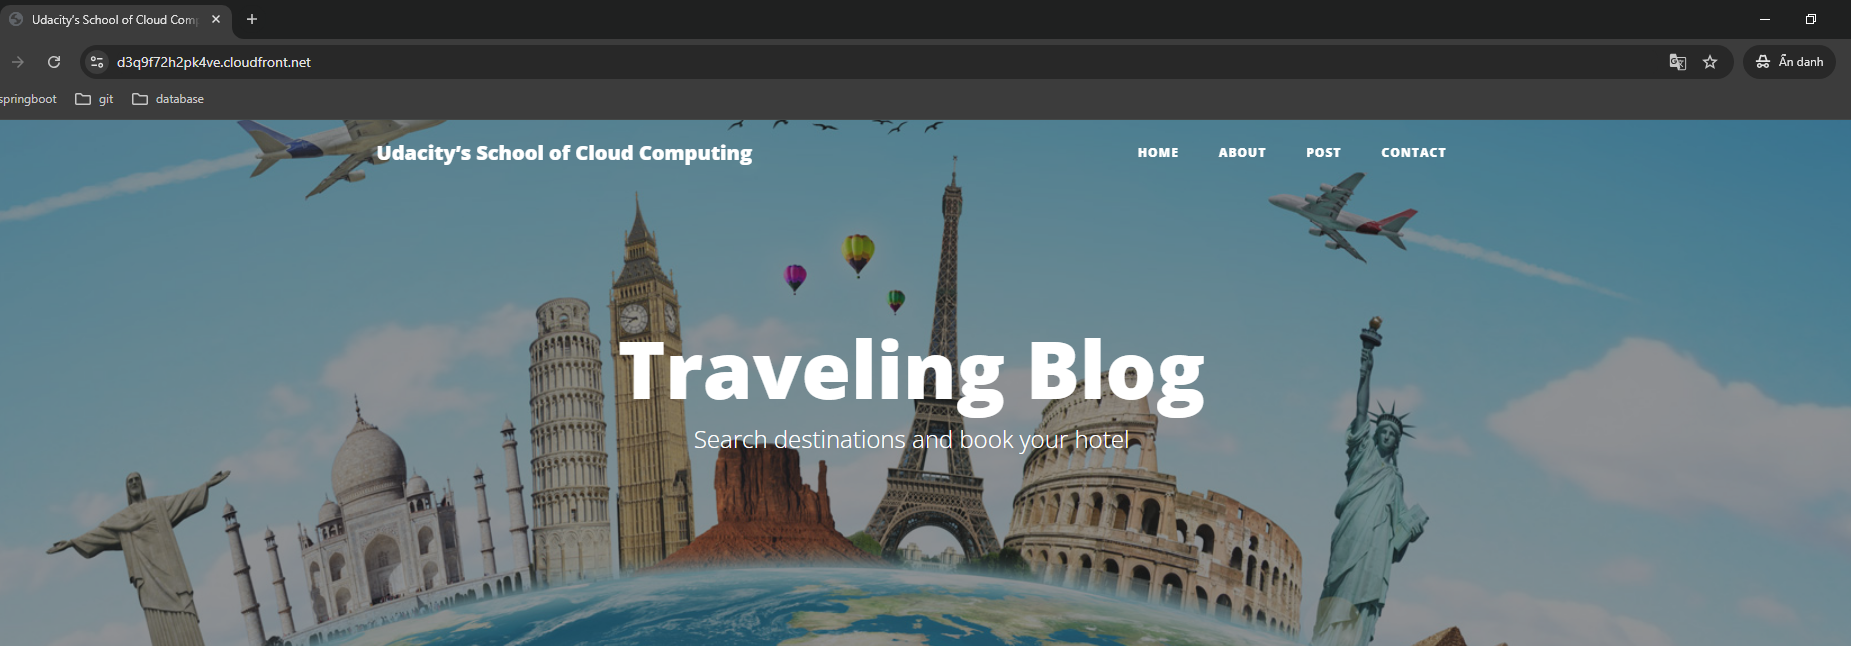 Udacity's School of Cloud Com
d3q9f72h2pk4ve.cloudfront.net
Ẩn danh
springboot
git
database
Udacity’s School of Cloud Computing
HOME
ABOUT
POST
CONTACT
Traveling Blog
Search destinations and book your hotel